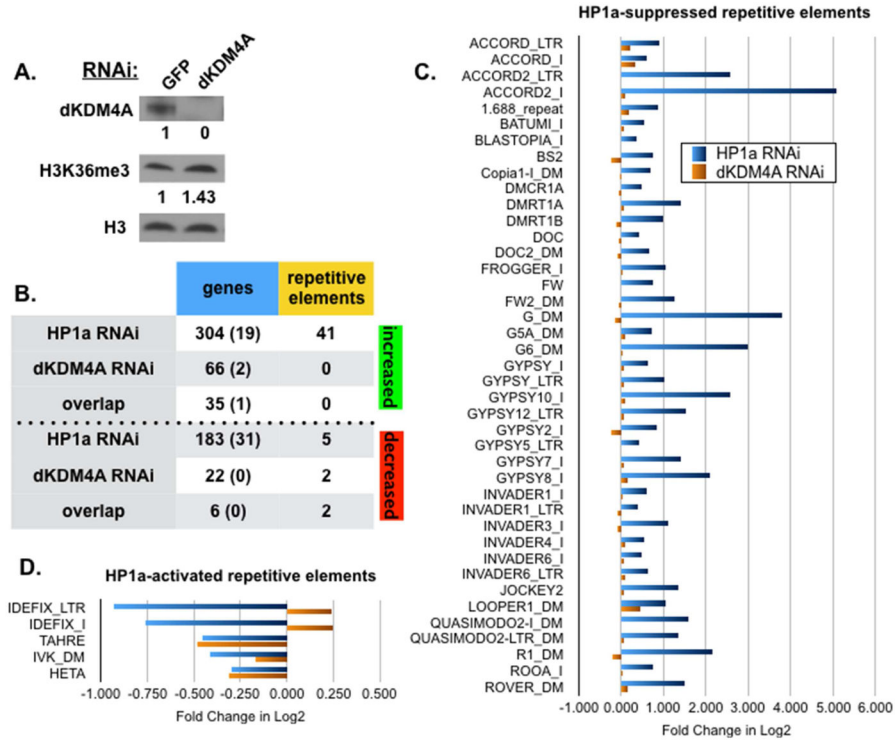 A.
RNAi:
GFP
dKDM4A
dKDM4A
1 0
H3K36me3
1 1.43
H3
B.
genes repetitive elements
HP1a RNAi 304 (19) 41
dKDM4A RNAi 66 (2) 0
overlap 35 (1) 0
increased
HP1a RNAi 183 (31) 5
dKDM4A RNAi 22 (0) 2
overlap 6 (0) 2
decreased
D.
HP1a-activated repetitive elements
IDEFIX_LTR
IDEFIX_I
TAHRE
IVK_DM
HETA
-1.000 -0.750 -0.500 -0.250 0.000 0.250 0.500
Fold Change in Log2
HP1a-suppressed repetitive elements
C.
ACCORD_LTR
ACCORD_I
ACCORD2_LTR
ACCORD2_I
1.688_repeat
BATUMI_I
BLASTOPIA_I
BS2
Copia1-I_DM
DMCR1A
DMRT1A
DMRT1B
DOC
DOC2_DM
FROGGER_I
FW
FW2_DM
G_DM
G5A_DM
G6_DM
GYPSY_I
GYPSY_LTR
GYPSY10_I
GYPSY12_LTR
GYPSY2_I
GYPSY5_LTR
GYPSY7_I
GYPSY8_I
INVADER1_I
INVADER1_LTR
INVADER3_I
INVADER4_I
INVADER6_I
INVADER6_LTR
JOCKEY2
LOOPER1_DM
QUASIMODO2-I_DM
QUASIMODO2-LTR_DM
R1_DM
ROOA_I
ROVER_DM
HP1a RNAi
dKDM4A RNAi
-1.000 0.000 1.000 2.000 3.000 4.000 5.000 6.000
Fold Change in Log2